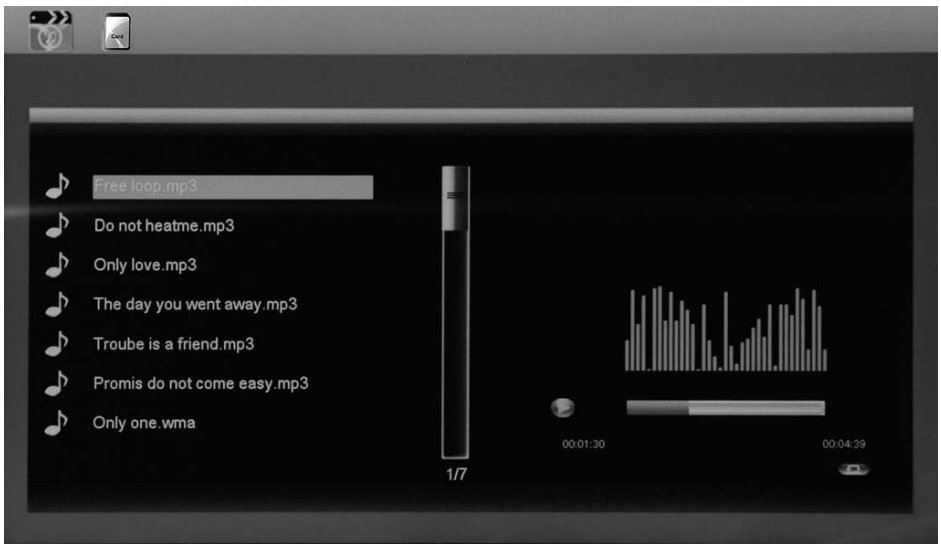 Card
Free loop.mp3
Do not heatme.mp3
Only love.mp3
The day you went away.mp3
Troube is a friend.mp3
Promis do not come easy.mp3
Only one.wma
1/7
00:01:30
00:04:39